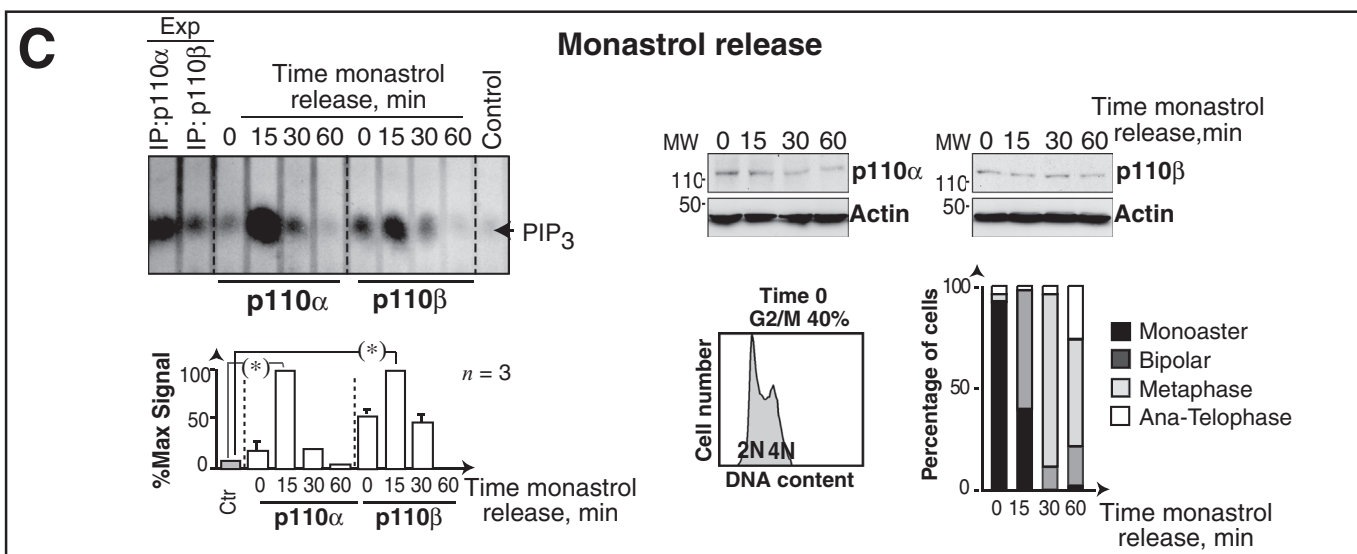 C
Monastrol release
Exp
IP:p110α
IP: p110β
Time monastrol
release, min
0 15 30 60 0 15 30 60
Control
PIP3
p110α p110β
%Max Signal
100
50
0
(*) (*)
n = 3
Ctr
0 15 30 60 0 15 30 60
p110α p110β
Time monastrol
release, min
Time monastrol
release,min
MW 0 15 30 60
110
p110α
50
Actin
MW 0 15 30 60
110
p110β
50
Actin
Time 0
G2/M 40%
Cell number
2N 4N
DNA content
Percentage of cells
100
50
0
0 15 30 60
Time monastrol
release, min
Monoaster
Bipolar
Metaphase
Ana-Telophase